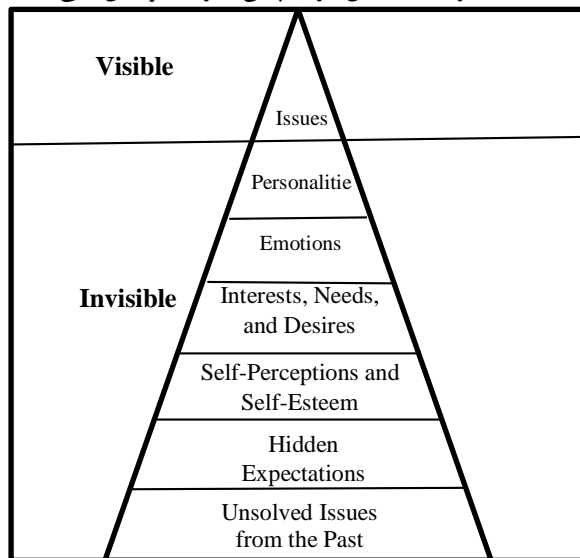 Visible
Issues
Personalitie
Emotions
Invisible
Interests, Needs,
and Desires
Self-Perceptions and
Self-Esteem
Hidden
Expectations
Unsolved Issues
from the Past